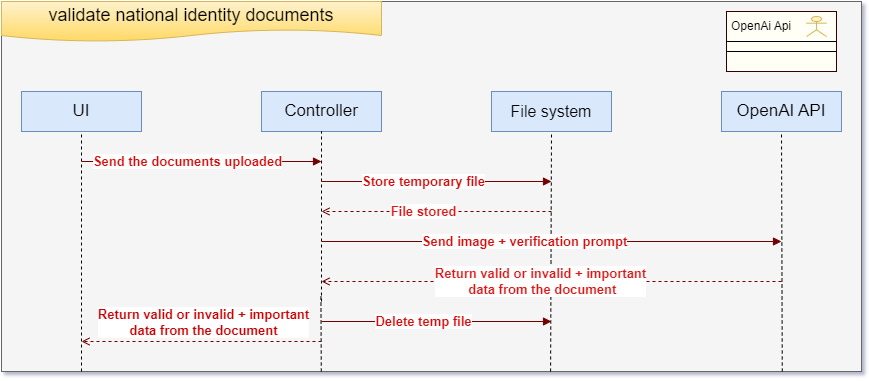 validate national identity documents
OpenAi Api
UI
Controller
File system
OpenAI API
Send the documents uploaded
Store temporary file
File stored
Send image + verification prompt
Return valid or invalid + important
data from the document
Return valid or invalid + important
data from the document
Delete temp file